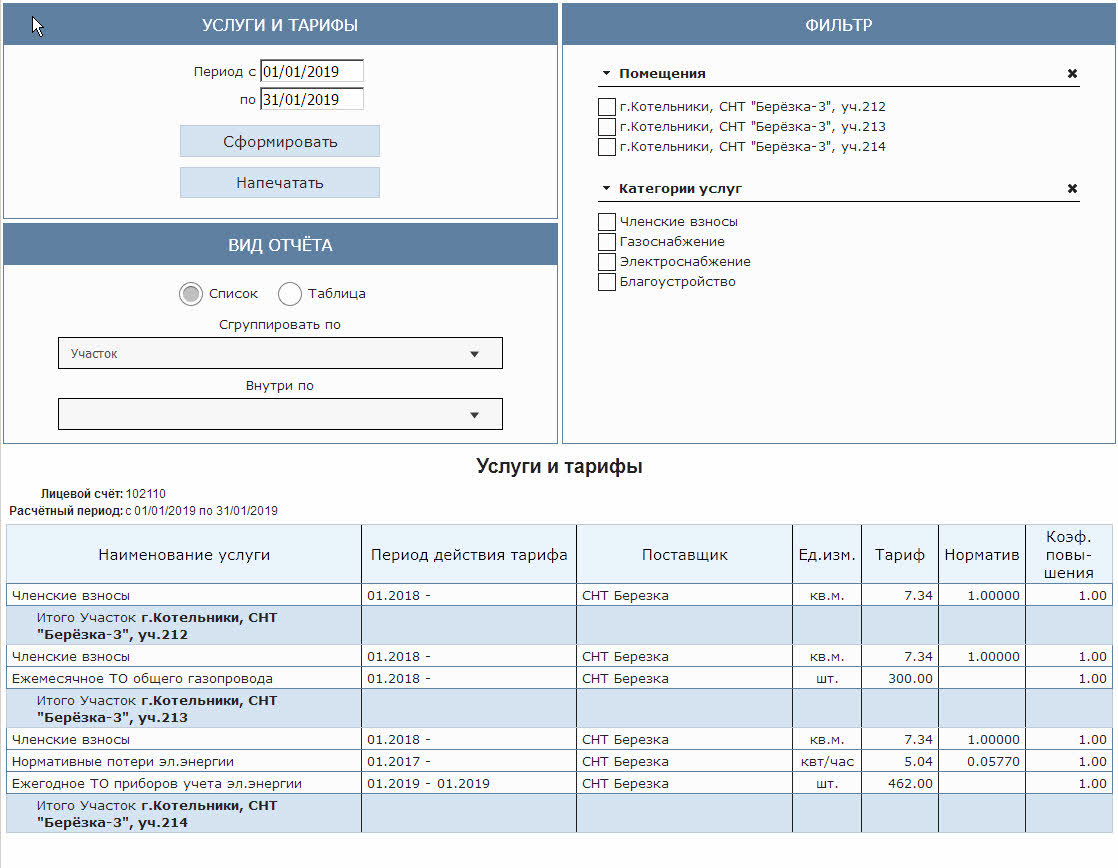 УСЛУГИ И ТАРИФЫ
Период с 01/01/2019
по 31/01/2019
Сформировать
Напечатать
ВИД ОТЧЁТА
Список Таблица
Сгруппировать по
Участок
Внутри по
ФИЛЬТР
Помещения
г.Котельники, СНТ "Берёзка-3", уч.212
г.Котельники, СНТ "Берёзка-3", уч.213
г.Котельники, СНТ "Берёзка-3", уч.214
Категории услуг
Членские взносы
Газоснабжение
Электроснабжение
Благоустройство
Услуги и тарифы
Лицевой счёт: 102110
Расчётный период: с 01/01/2019 по 31/01/2019
Наименование услуги Период действия тарифа Поставщик Ед.изм. Тариф Норматив Коэф.
повы-
шения
Членские взносы 01.2018 - СНТ Березка кв.м. 7.34 1.00000 1.00
Итого Участок г.Котельники, СНТ
"Берёзка-3", уч.212
Членские взносы 01.2018 - СНТ Березка кв.м. 7.34 1.00000 1.00
Ежемесячное ТО общего газопровода 01.2018 - СНТ Березка шт. 300.00 1.00
Итого Участок г.Котельники, СНТ
"Берёзка-3", уч.213
Членские взносы 01.2018 - СНТ Березка кв.м. 7.34 1.00000 1.00
Нормативные потери эл.энергии 01.2017 - СНТ Березка квт/час 5.04 0.05770 1.00
Ежегодное ТО приборов учета эл.энергии 01.2019 - 01.2019 СНТ Березка шт. 462.00 1.00
Итого Участок г.Котельники, СНТ
"Берёзка-3", уч.214